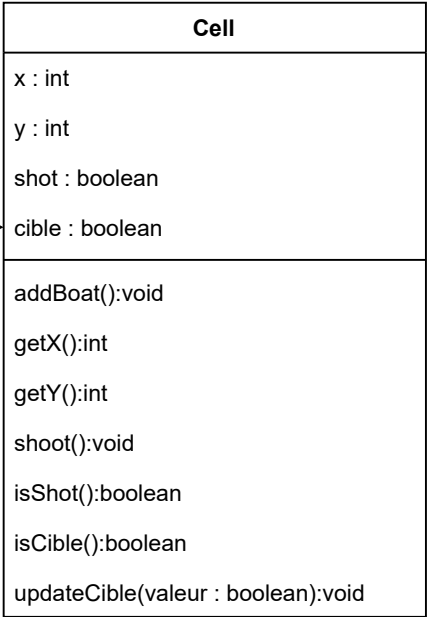 Cell
x : int
y : int
shot : boolean
cible : boolean
addBoat():void
getX():int
getY():int
shoot():void
isShot():boolean
isCible():boolean
updateCible(valeur : boolean):void